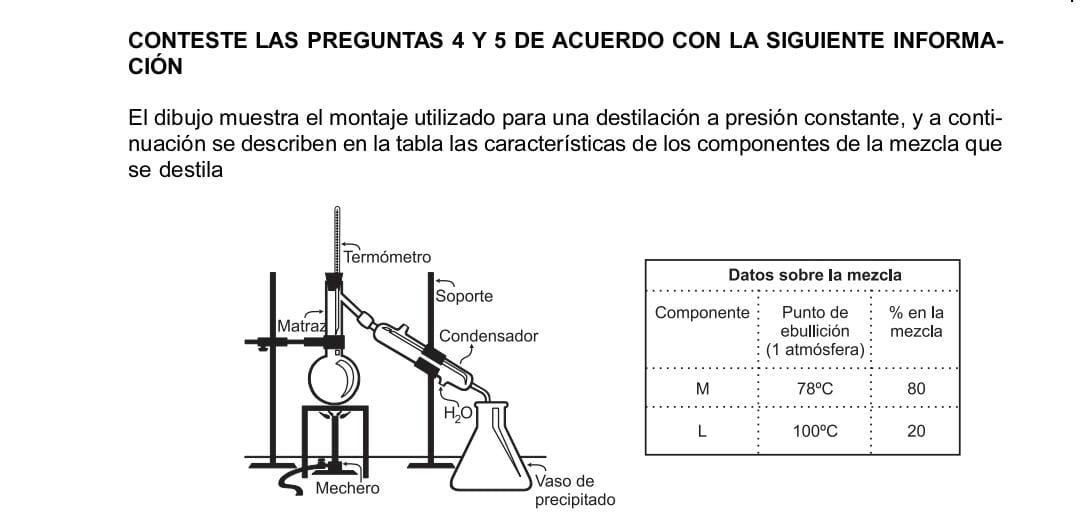 CONTESTE LAS PREGUNTAS 4 Y 5 DE ACUERDO CON LA SIGUIENTE INFORMA-
CIÓN
El dibujo muestra el montaje utilizado para una destilación a presión constante, y a conti-
nuación se describen en la tabla las características de los componentes de la mezcla que
se destila
Termómetro
Soporte
Matraz
Condensador
H₂O
Mechero
Vaso de
precipitado
Datos sobre la mezcla
Componente
Punto de
ebullición
(1 atmósfera)
% en la
mezcla
M 78ºC 80
L 100ºC 20